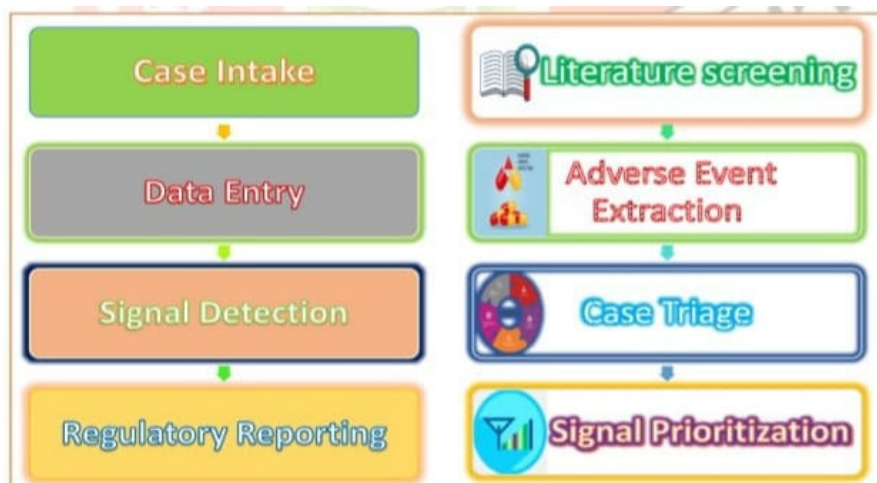 Case Intake
Data Entry
Signal Detection
Regulatory Reporting
Literature screening
Adverse Event
Extraction
Case Triage
Signal Prioritization